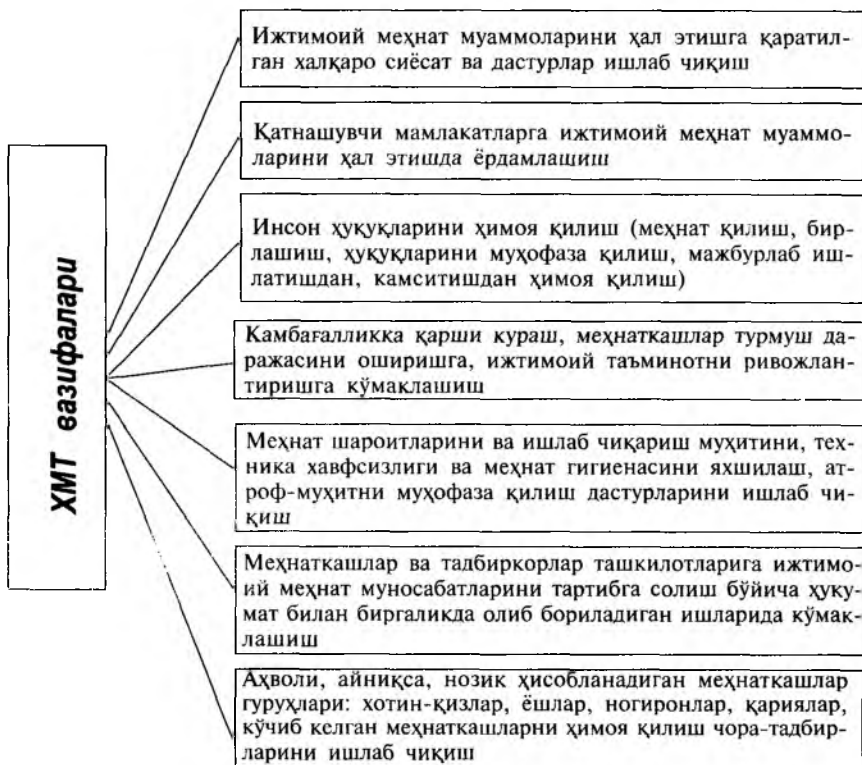 ХМТ вазифалари
Ижтимоий меҳнат муаммоларини ҳал этишга қаратил-
ган халқаро сиёсат ва дастурлар ишлаб чиқиш
Қатнашувчи мамлакатларга ижтимоий меҳнат муаммо-
ларини ҳал этишда ёрдамлашиш
Инсон ҳуқуқларини ҳимоя қилиш (меҳнат қилиш, бир-
лашиш, ҳуқуқларини муҳофаза қилиш, мажбурлаб иш-
латишдан, камситишдан ҳимоя қилиш)
Камбағалликка қарши кураш, меҳнаткашлар турмуш да-
ражасини оширишга, ижтимоий таъминотни ривожлан-
тиришга кўмаклашиш
Меҳнат шароитларини ва ишлаб чиқариш муҳитини, тех-
ника хавфсизлиги ва меҳнат гигиенасини яхшилаш, ат-
роф-муҳитни муҳофаза қилиш дастурларини ишлаб чи-
қиш
Меҳнаткашлар ва тадбиркорлар ташкилотларига ижтимо-
ий меҳнат муносабатларини тартибга солиш бўйича ҳуку-
мат билан биргаликда олиб бориладиган ишларида кўмак-
лашиш
Аҳволи, айниқса, нозик ҳисобланадиган меҳнаткашлар
гуруҳлари: хотин-қизлар, ёшлар, ногиронлар, қариялар,
кўчиб келган меҳнаткашларни ҳимоя қилиш чора-тадбир-
ларини ишлаб чиқиш